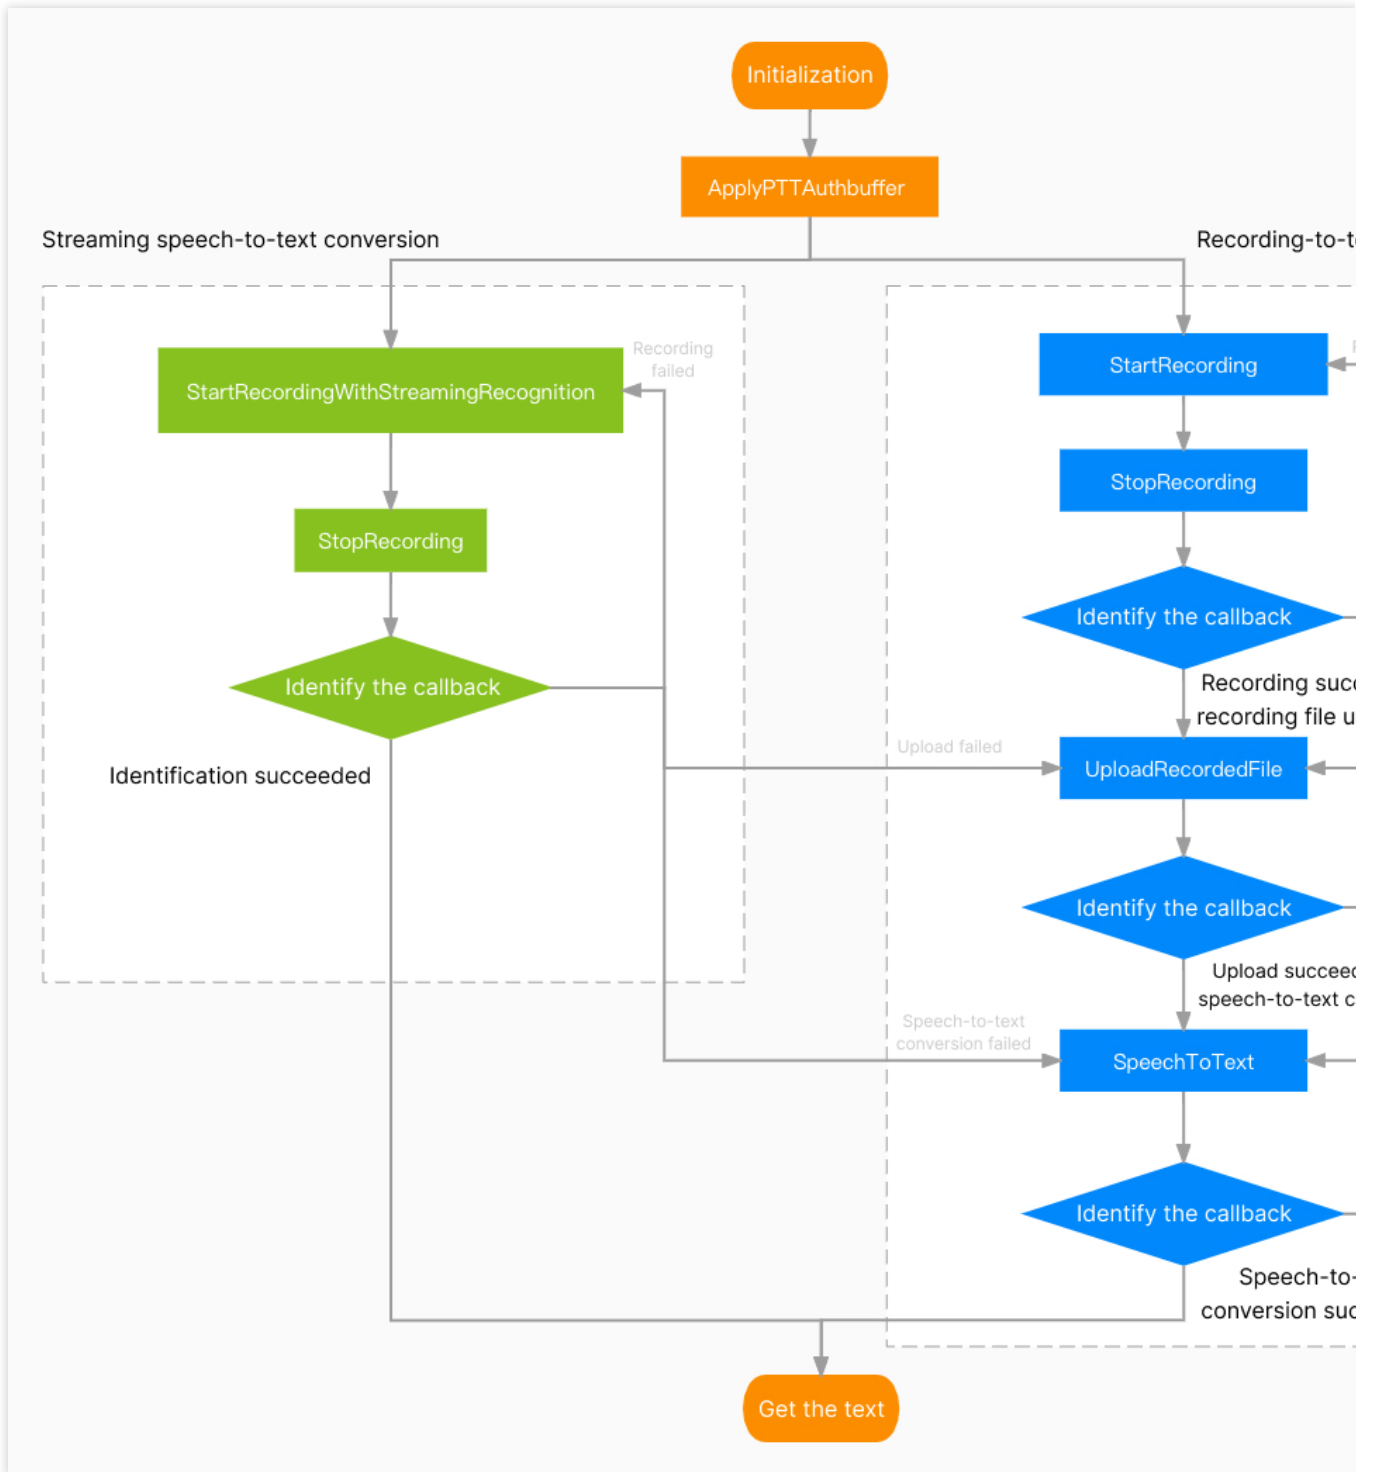 Initialization
ApplyPTTAuthbuffer
Streaming speech-to-text conversion
Recording-to-t
Recording
failed
StartRecordingWithStreamingRecognition
StartRecording
StopRecording
StopRecording
Identify the callback
Identify the callback
Recording suc
recording file u
Upload failed
UploadRecordedFile
Identification succeeded
Identify the callback
Upload succeed
speech-to-text c
Speech-to-text
conversion failed
SpeechToText
Identify the callback
Speech-to-
conversion suc
Get the text